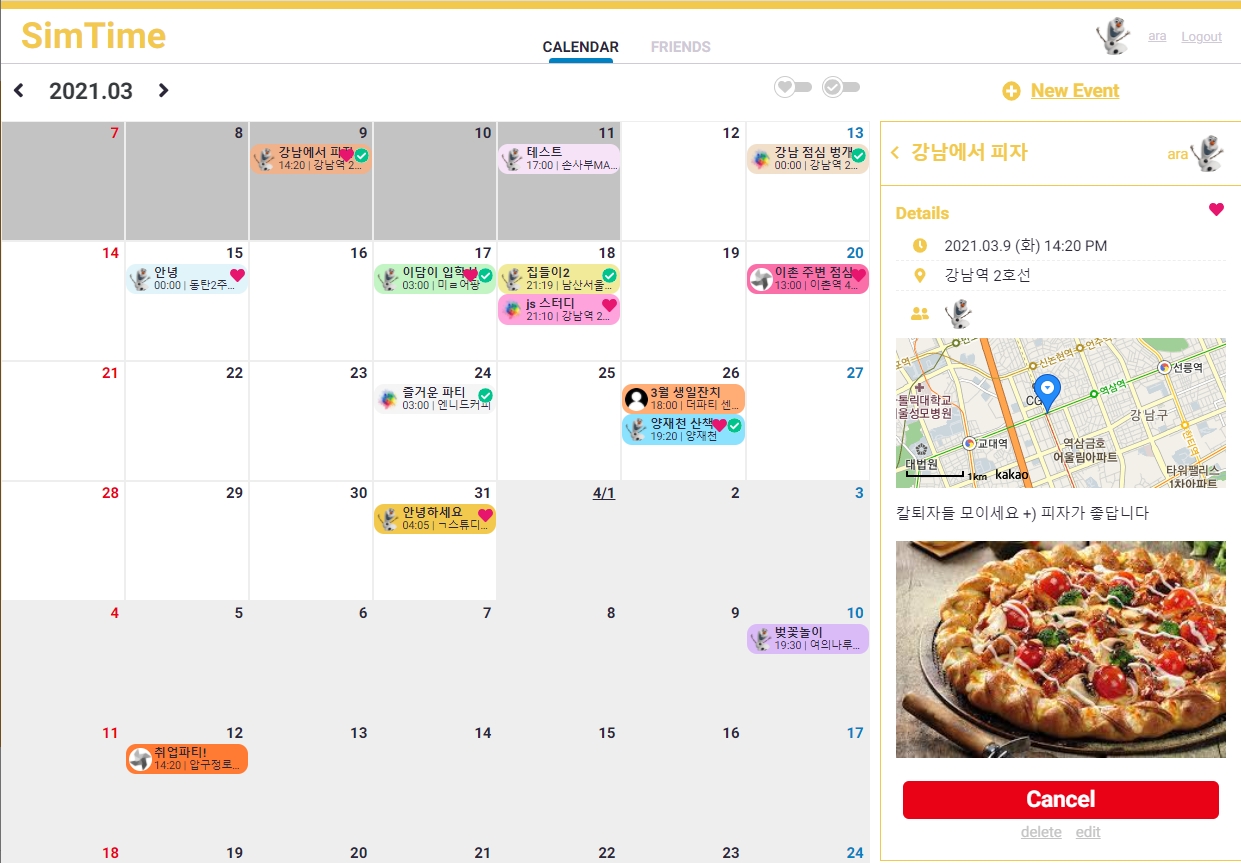 SimTime
CALENDAR
FRIENDS
ara
Logout
2021.03
New Event
7
8
9
10
11
12
13
강남에서 피자
14:20 | 강남역 2...
테스트
17:00 | 손사부MA...
강남 점심 벙개
00:00 | 강남역 2...
14
15
16
17
18
19
20
안녕
00:00 | 동탄2주...
이담이 입학식
03:00 | 미ㄹ어광
집들이2
21:19 | 남산서울...
js 스터디
21:10 | 강남역 2...
이촌 주변 점심
13:00 | 이촌역 4...
21
22
23
24
25
26
27
즐거운 파티
03:00 | 엔니드커피
3월 생일잔치
18:00 | 더파티 센...
양재천 산책
19:20 | 양재천
28
29
30
31
4/1
2
3
안녕하세요
04:05 | ㄱ스튜디...
4
5
6
7
8
9
10
벚꽃놀이
19:30 | 여의나루...
11
12
13
14
15
16
17
취업파티!
14:20 | 압구정로...
18
19
20
21
22
23
24
강남에서 피자
ara
Details
2021.03.9 (화) 14:20 PM
강남역 2호선
신논현역
언주역
선릉역
톨릭대학교
울성모병원
CG
역삼역
강남구
교대역
역삼금호
어울림아파트
대법원
한티역
타워팰리스
1차아파트
1km
kakao
칼퇴자들 모이세요 +) 피자가 좋답니다
Cancel
delete
edit